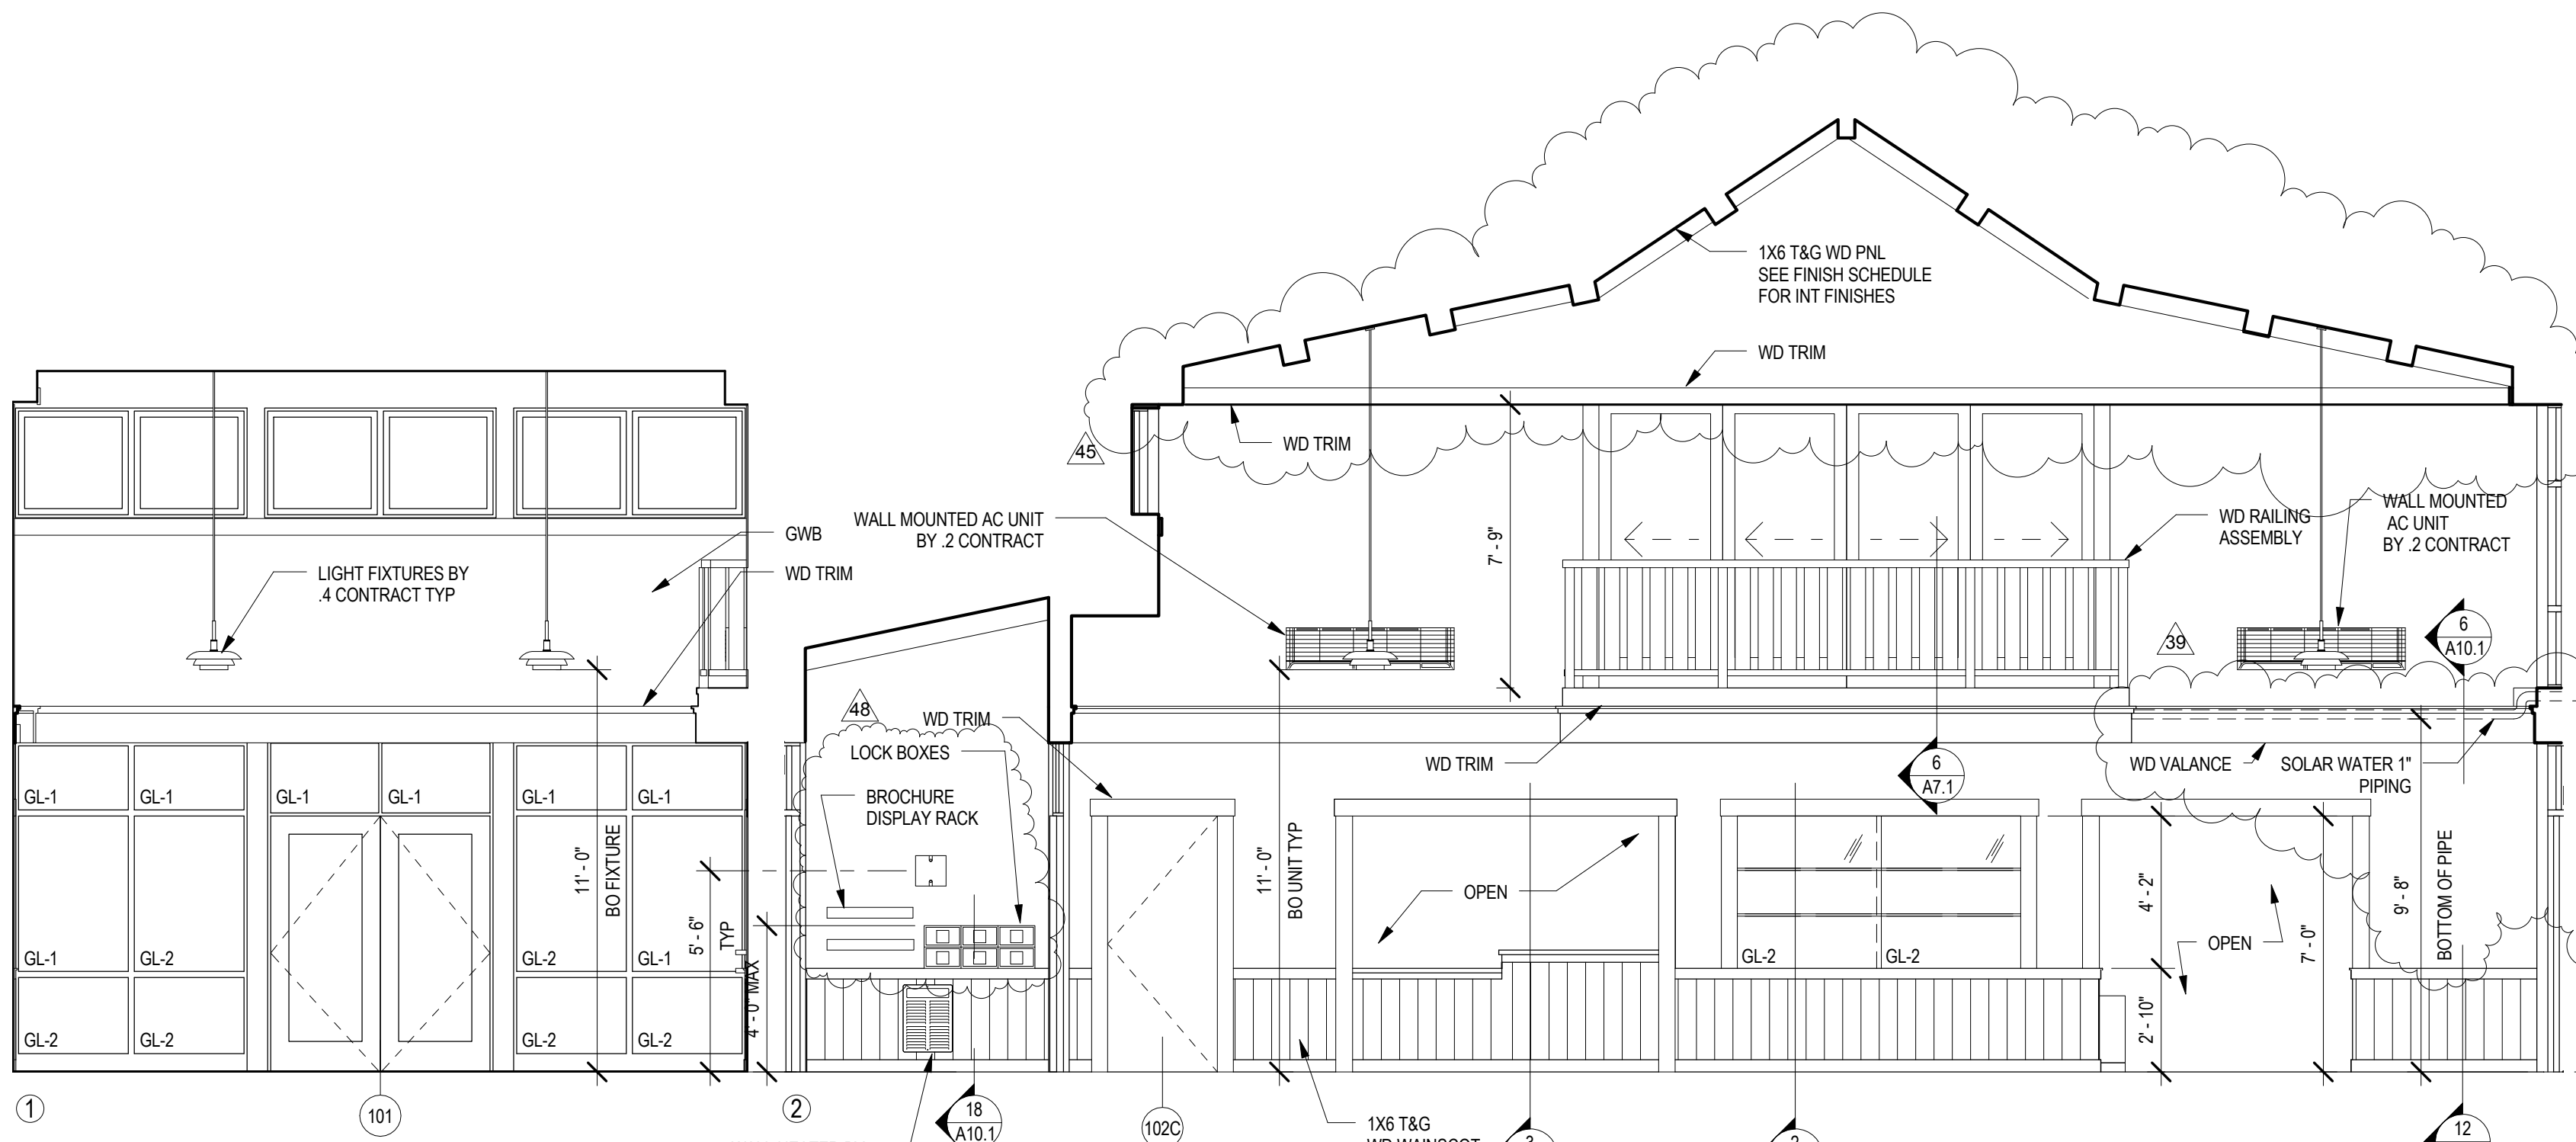 1X6 T&G WD PNL
SEE FINISH SCHEDULE
FOR INT FINISHES
WD TRIM
WD TRIM
45
7' - 9"
WALL MOUNTED AC UNIT
BY .2 CONTRACT
WD RAILING
ASSEMBLY
WALL MOUNTED
AC UNIT
BY .2 CONTRACT
GWB
WD TRIM
LIGHT FIXTURES BY
.4 CONTRACT TYP
39
6
A10.1
48
WD TRIM
LOCK BOXES
BROCHURE
DISPLAY RACK
WD TRIM
6
A7.1
WD VALANCE
SOLAR WATER 1"
PIPING
GL-1
GL-1
GL-1
GL-1
GL-1
GL-1
11' - 0"
BO FIXTURE
5' - 6"
TYP
4' - 0" MAX
11' - 0"
BO UNIT TYP
OPEN
4' - 2"
2' - 10"
OPEN
7' - 0"
9' - 8"
BOTTOM OF PIPE
GL-1
GL-2
GL-2
GL-1
GL-2
GL-2
GL-2
GL-2
GL-2
GL-2
1
101
2
18
A10.1
102C
1X6 T&G
WD WAINSCOT
3
2
12